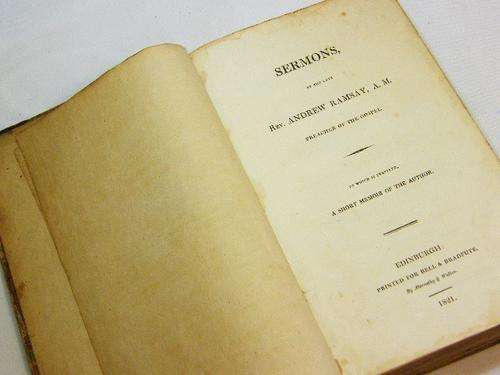 SERMONS,
BY THE LATE
REV. ANDREW RAMSAY, A. M.
PREACHER OF THE GOSPEL.
TO WHICH IS PREFIXED,
A SHORT MEMOIR OF THE AUTHOR.
EDINBURGH:
PRINTED FOR BELL & BRADFUTE,
By
1821.